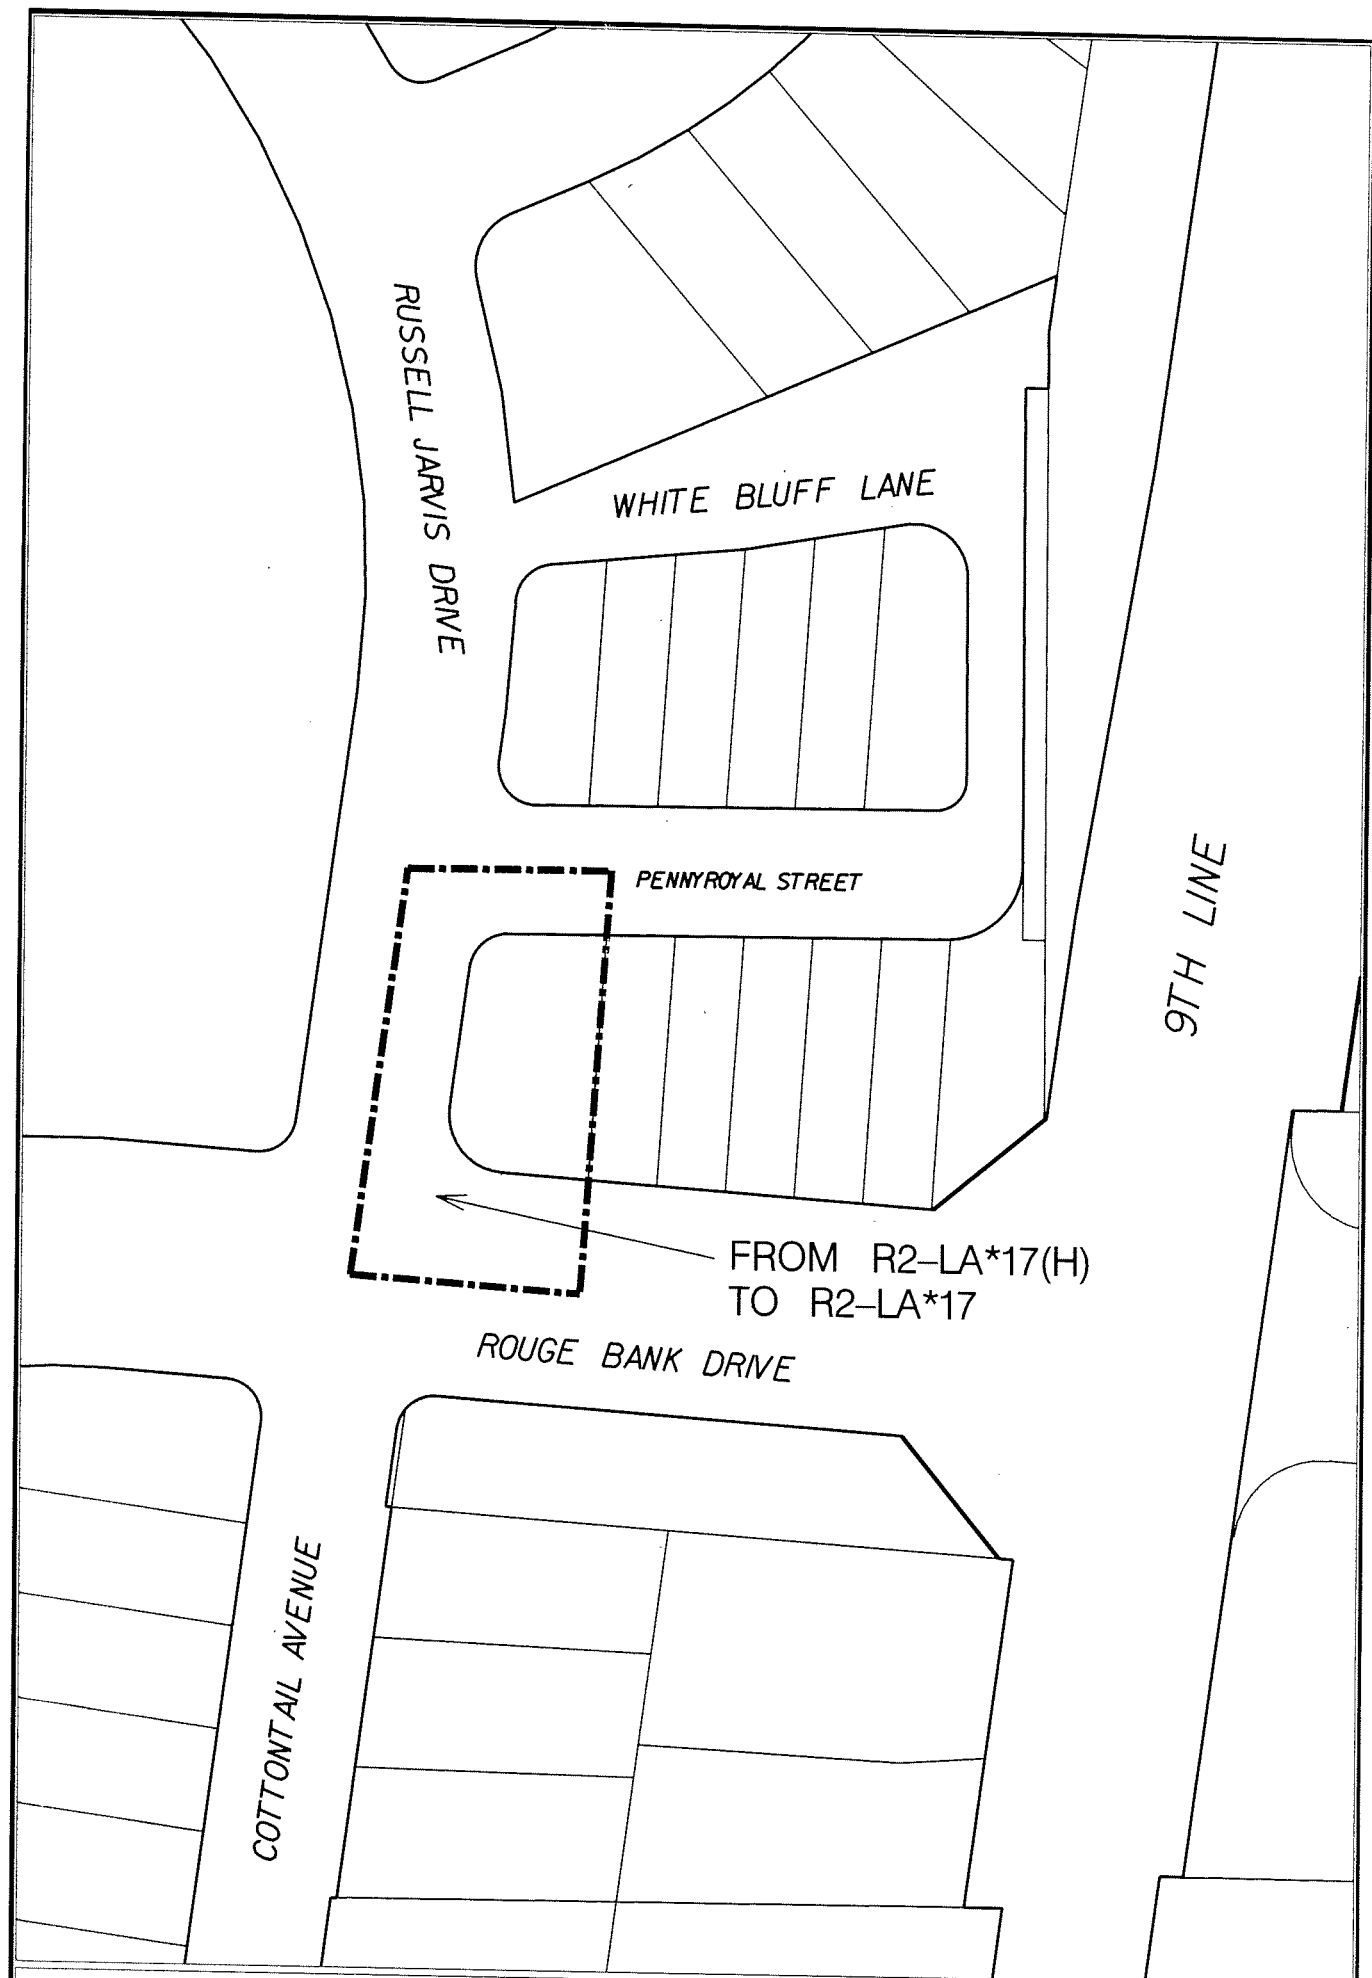 RUSSELL JARVIS DRIVE
WHITE BLUFF LANE
PENNYROYAL STREET
9TH LINE
FROM R2-LA*17(H)
TO R2-LA*17
ROUGE BANK DRIVE
COTTONTAIL AVENUE